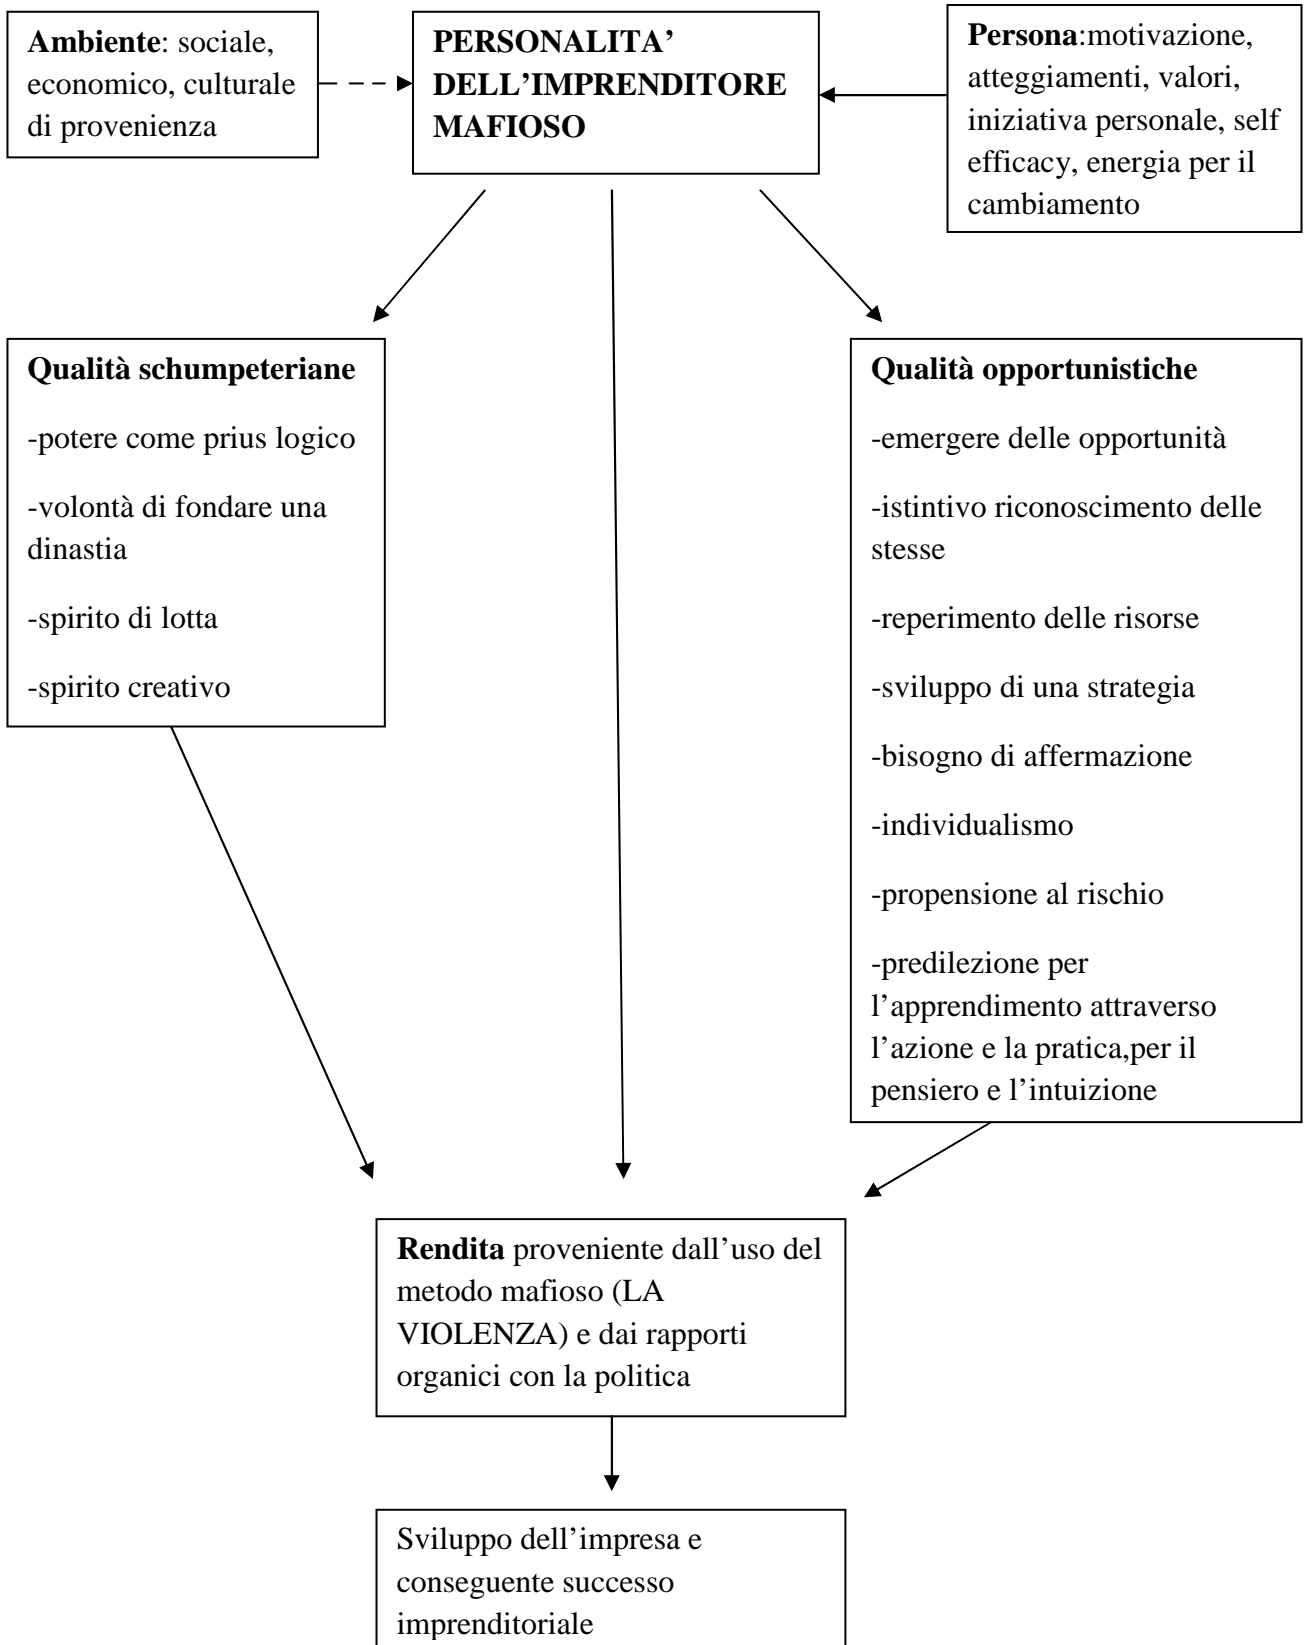 Ambiente: sociale,
economico, culturale
di provenienza
PERSONALITA’
DELL’IMPRENDITORE
MAFIOSO
Persona:motivazione,
atteggiamenti, valori,
iniziativa personale, self
efficacy, energia per il
cambiamento
Qualità schumpeteriane
-potere come prius logico
-volontà di fondare una
dinastia
-spirito di lotta
-spirito creativo
Qualità opportunistiche
-emergere delle opportunità
-istintivo riconoscimento delle
stesse
-reperimento delle risorse
-sviluppo di una strategia
-bisogno di affermazione
-individualismo
-propensione al rischio
-predilezione per
l’apprendimento attraverso
l’azione e la pratica,per il
pensiero e l’intuizione
Rendita proveniente dall’uso del
metodo mafioso (LA
VIOLENZA) e dai rapporti
organici con la politica
Sviluppo dell’impresa e
conseguente successo
imprenditoriale